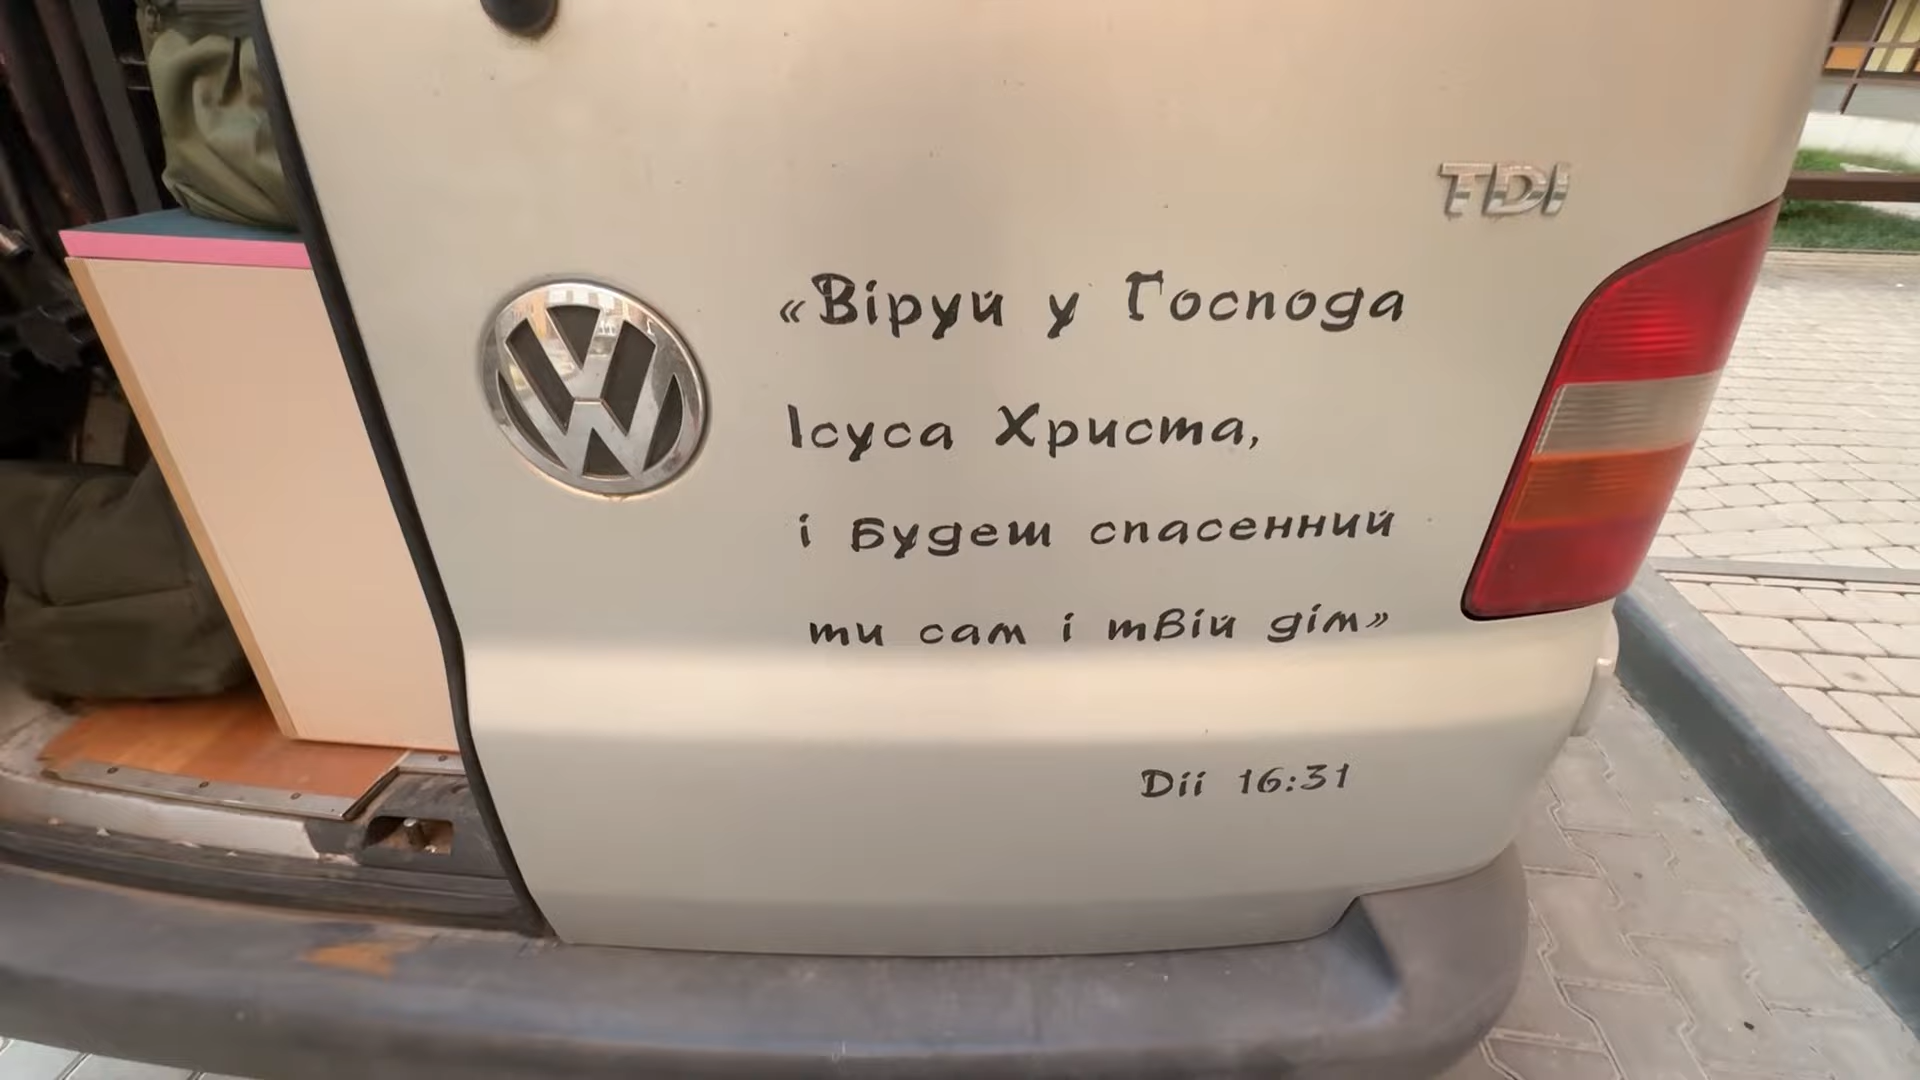 TDI
«Віруй у Господа
Ісуса Христа,
і будеш спасенний
ти сам і твій дім»
Дії 16:31